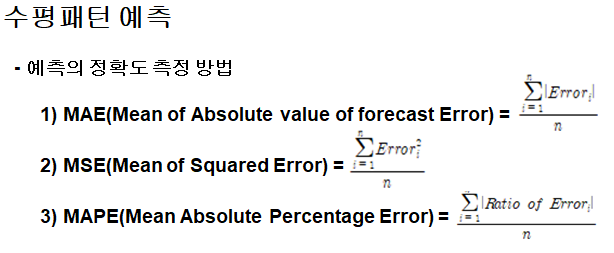 수평패턴 예측
- 예측의 정확도 측정 방법
1) MAE(Mean of Absolute value of forecast Error) = \frac{\sum_{i=1}^{n}|Error_i|}{n}
2) MSE(Mean of Squared Error) = \frac{\sum_{i=1}^{n}Error_i^2}{n}
3) MAPE(Mean Absolute Percentage Error) = \frac{\sum_{i=1}|Ratio of Error_i|}{n}